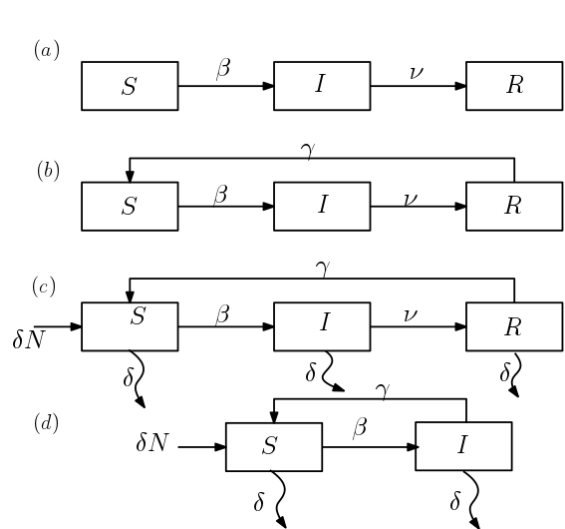 (a)
S β I ν R
(b)
γ
S β I ν R
(c)
γ
δN S β I ν R
δ δ δ
(d)
γ
δN S β I
δ δ